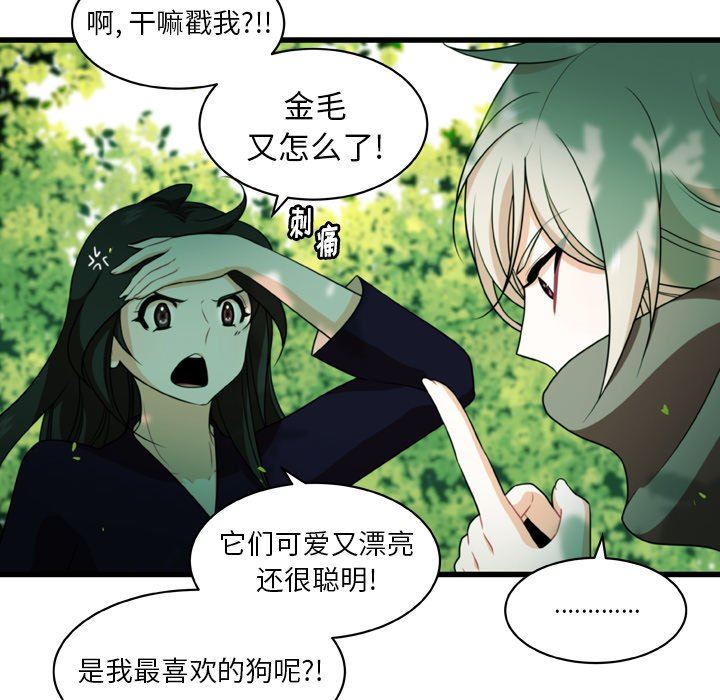 啊, 干嘛戳我?!!
金毛
又怎么了!
刺痛
它们可爱又漂亮
还很聪明!
.............
是我最喜欢的狗呢?!